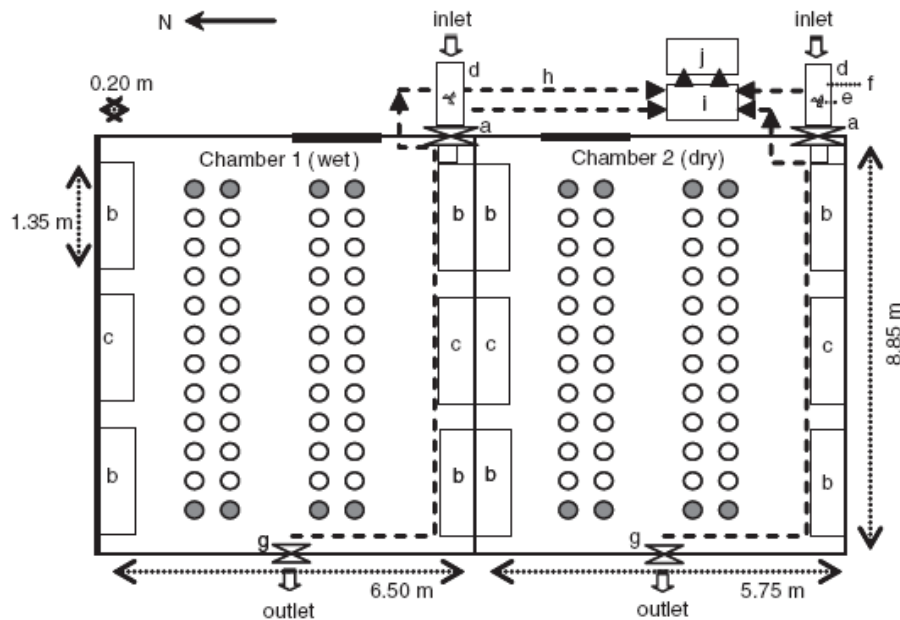 N
inlet
inlet
0.20 m
d
h
j
d
f
i
e
a
a
Chamber 1 (wet)
Chamber 2 (dry)
1.35 m
b
b
b
b
c
c
c
c
8.85 m
b
b
b
b
g
g
6.50 m
5.75 m
outlet
outlet